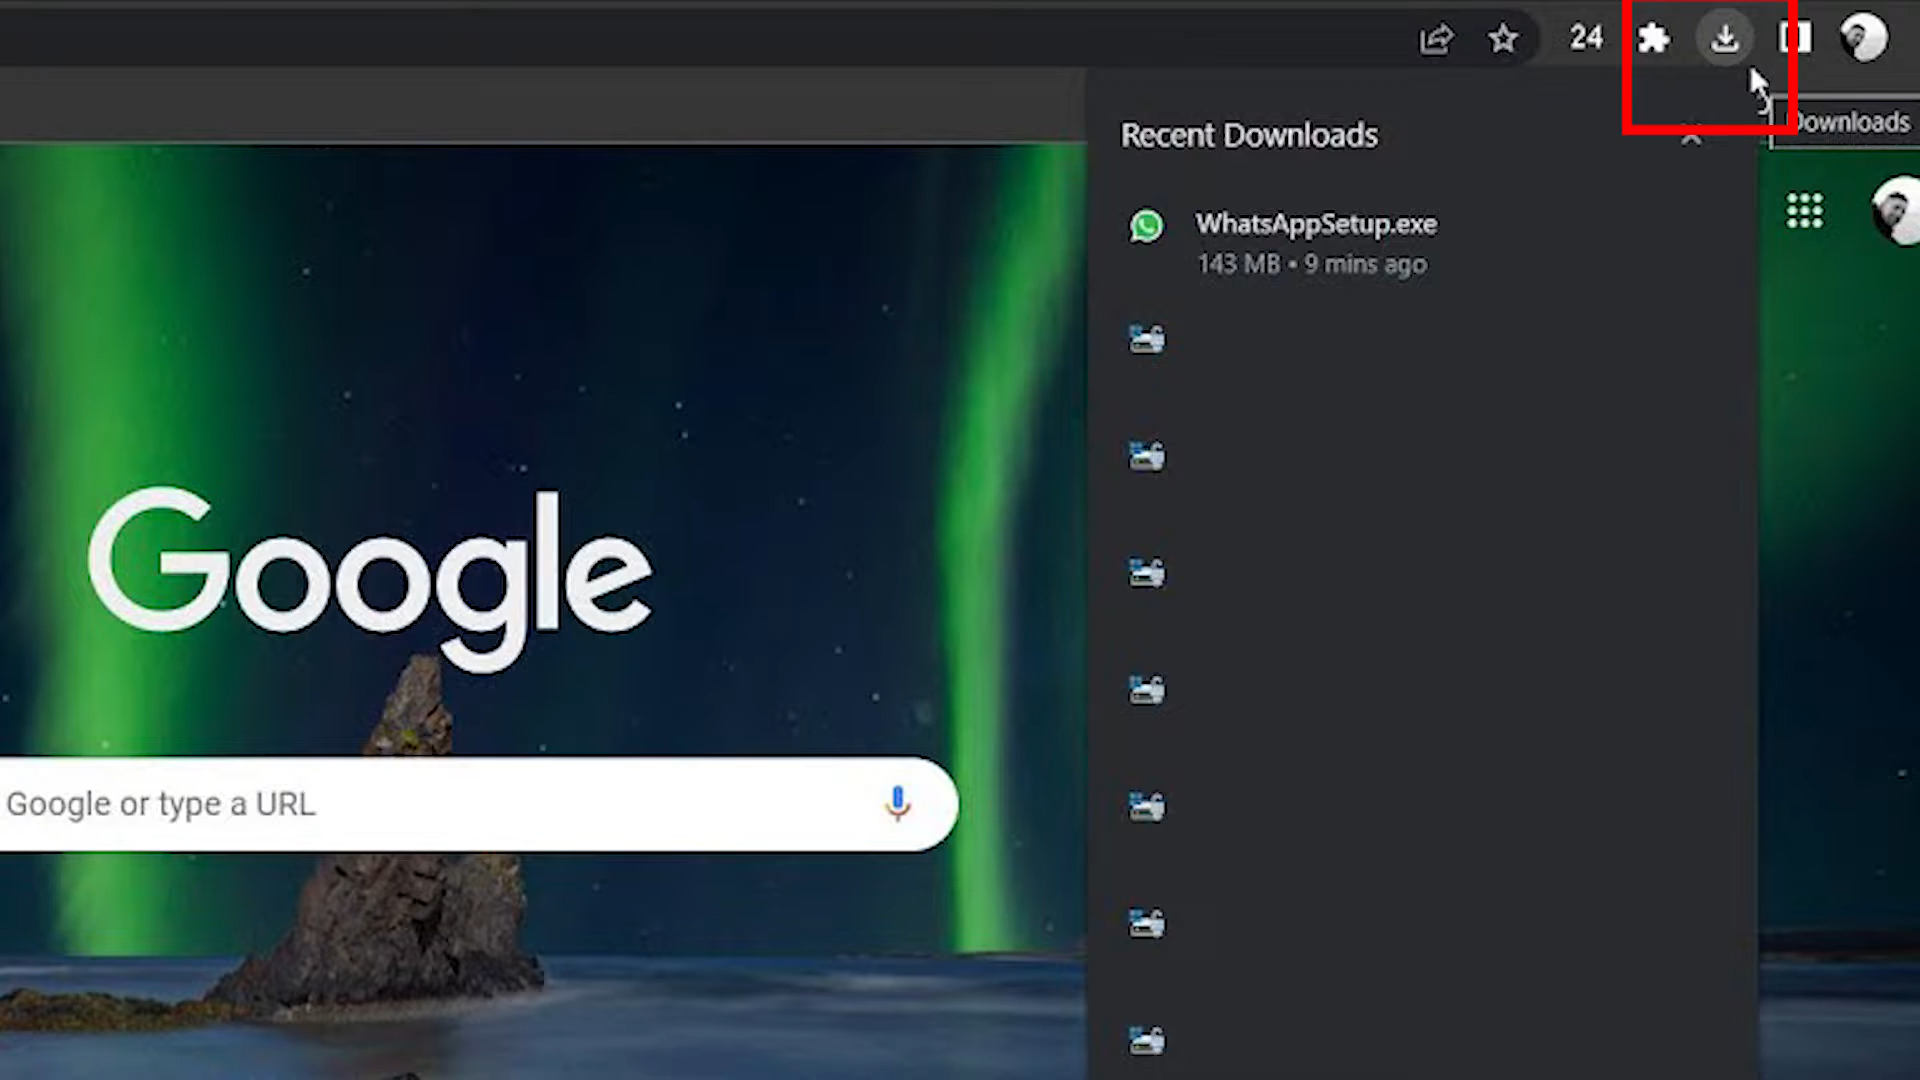 24
Downloads
Recent Downloads
WhatsAppSetup.exe
143 MB • 9 mins ago
Google
Google or type a URL